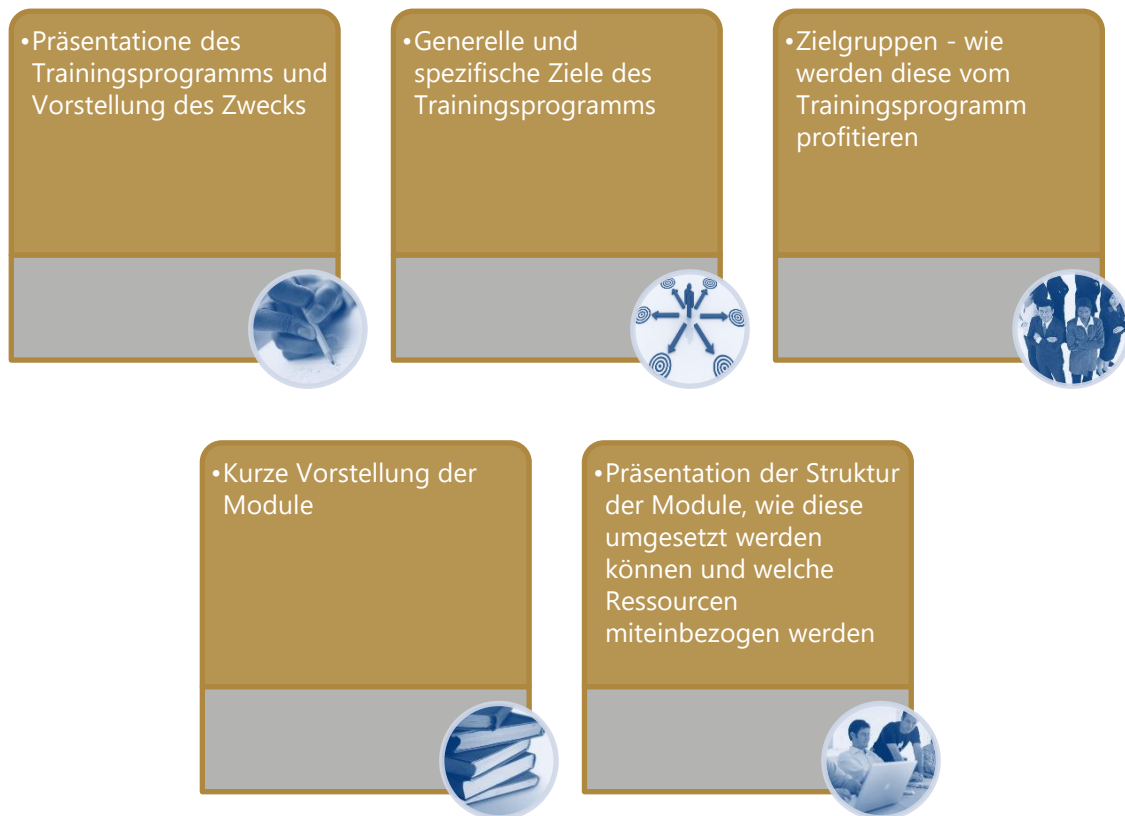 •Präsentatione des
Trainingsprogramms und
Vorstellung des Zwecks
•Generelle und
spezifische Ziele des
Trainingsprogramms
•Zielgruppen - wie
werden diese vom
Trainingsprogramm
profitieren
•Kurze Vorstellung der
Module
•Präsentation der Struktur
der Module, wie diese
umgesetzt werden
können und welche
Ressourcen
miteinbezogen werden